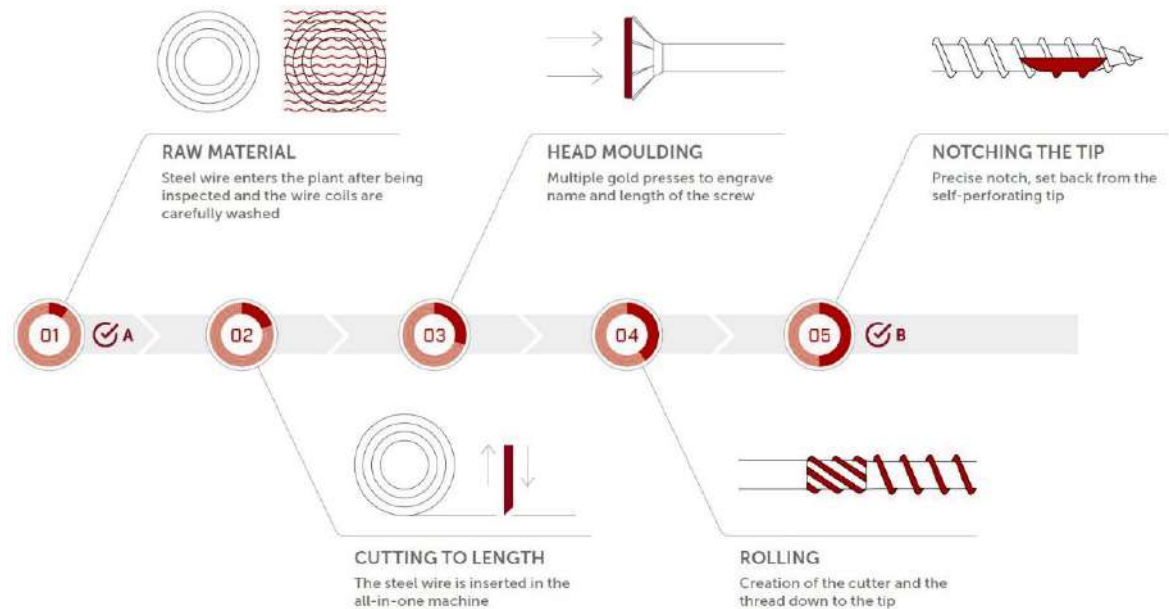 RAW MATERIAL
Steel wire enters the plant after being
inspected and the wire coils are
carefully washed
HEAD MOULDING
Multiple gold presses to engrave
name and length of the screw
NOTCHING THE TIP
Precise notch, set back from the
self-perforating tip
01
A
02
03
04
05
B
CUTTING TO LENGTH
The steel wire is inserted in the
all-in-one machine
ROLLING
Creation of the cutter and the
thread down to the tip